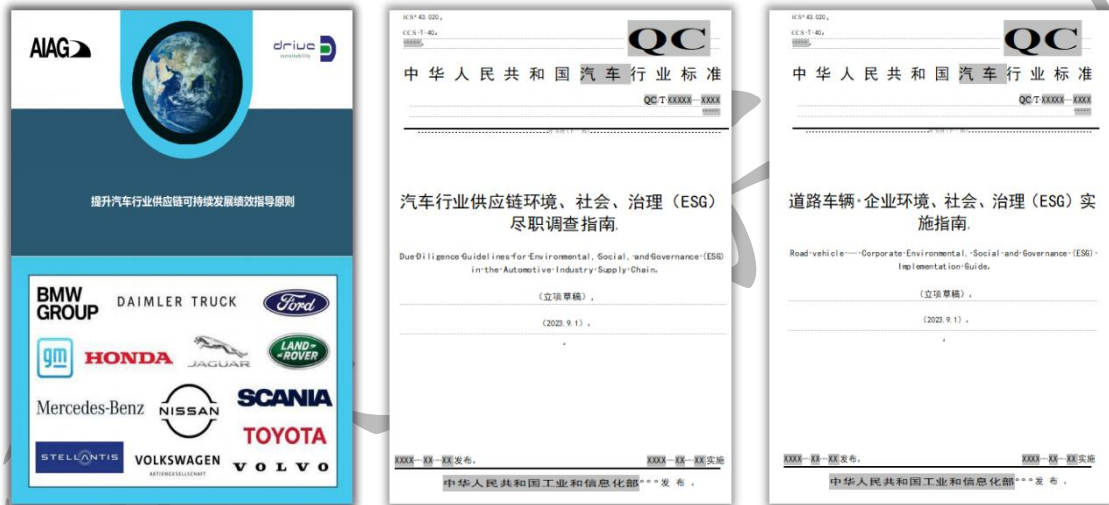 AIAG
drive
sustainability
提升汽车行业供应链可持续发展绩效指导原则
BMW
GROUP
DAIMLER TRUCK
Ford
gm
HONDA
JAGUAR
LAND-
-ROVER
Mercedes-Benz
NISSAN
SCANIA
TOYOTA
STELLANTIS
VOLKSWAGEN
AKTIENGESELLSCHAFT
VOLVO
ICS 43.020
CCS T 40
QC
中华人民共和国汽车行业标准
QC/T XXXXX—XXXX
汽车行业供应链环境、社会、治理（ESG）
尽职调查指南
Due Diligence Guidelines for Environmental, Social, and Governance (ESG)
in the Automotive Industry Supply Chain
（立项草稿）
（2023.9.1）
XXXX-XX-XX发布
XXXX-XX-XX实施
中华人民共和国工业和信息化部 发布
ICS 43.020
CCS T 40
QC
中华人民共和国汽车行业标准
QC/T XXXXX—XXXX
道路车辆 企业环境、社会、治理（ESG）实
施指南
Road vehicle — Corporate Environmental, Social and Governance (ESG)
Implementation Guide
（立项草稿）
（2023.9.1）
XXXX-XX-XX发布
XXXX-XX-XX实施
中华人民共和国工业和信息化部 发布